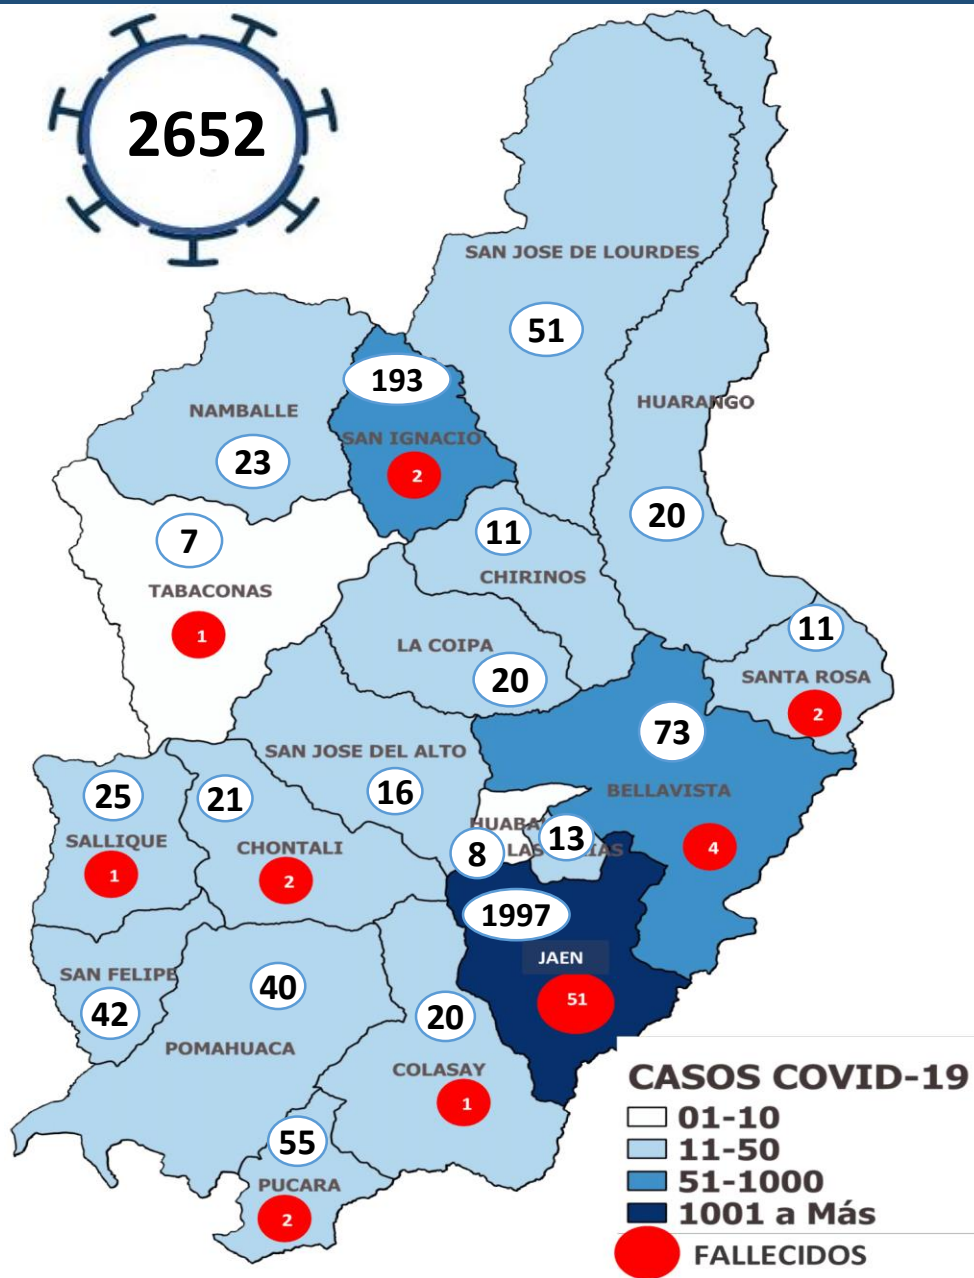 2652
SAN JOSE DE LOURDES
51
193
NAMBALLE
SAN IGNACIO
HUARANGO
23
2
20
7
11
TABACONAS
CHIRINOS
1
LA COIPA
20
11
SANTA ROSA
2
73
SAN JOSE DEL ALTO
16
BELLAVISTA
4
25
21
SALLIQUE
CHONTALI
1
2
8
13
1997
JAEN
51
SAN FELIPE
42
40
POMAHUACA
20
COLASAY
1
55
PUCARA
2
CASOS COVID-19
01-10
11-50
51-1000
1001 a Más
FALLECIDOS